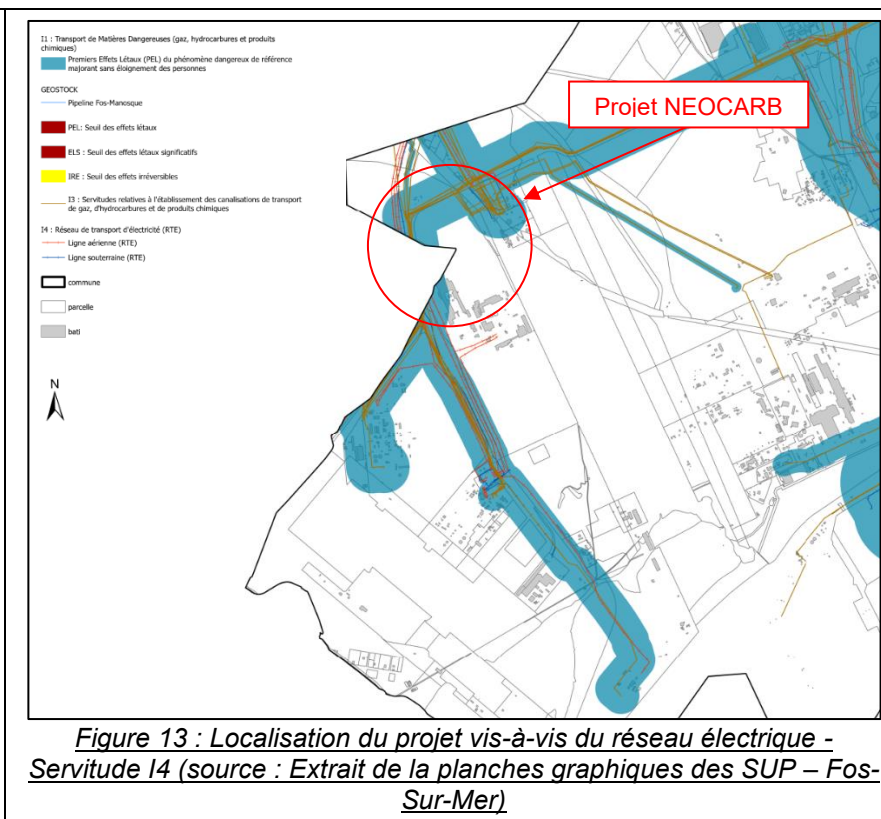 I1 : Transport de Matières Dangereuses (gaz, hydrocarbures et produits
chimiques)
Premiers Effets Létaux (PEL) du phénomène dangereux de référence
majorant sans éloignement des personnes
GEOSTOCK
Pipeline Fos-Manosque
PEL: Seuil des effets létaux
ELS : Seuil des effets létaux significatifs
IRE : Seuil des effets irréversibles
I3 : Servitudes relatives à l'établissement des canalisations de transport
de gaz, d'hydrocarbures et de produits chimiques
I4 : Réseau de transport d'électricité (RTE)
Ligne aérienne (RTE)
Ligne souterraine (RTE)
commune
parcelle
bati
N
Projet NEOCARB
Figure 13 : Localisation du projet vis-à-vis du réseau électrique -
Servitude I4 (source : Extrait de la planches graphiques des SUP – Fos-
Sur-Mer)